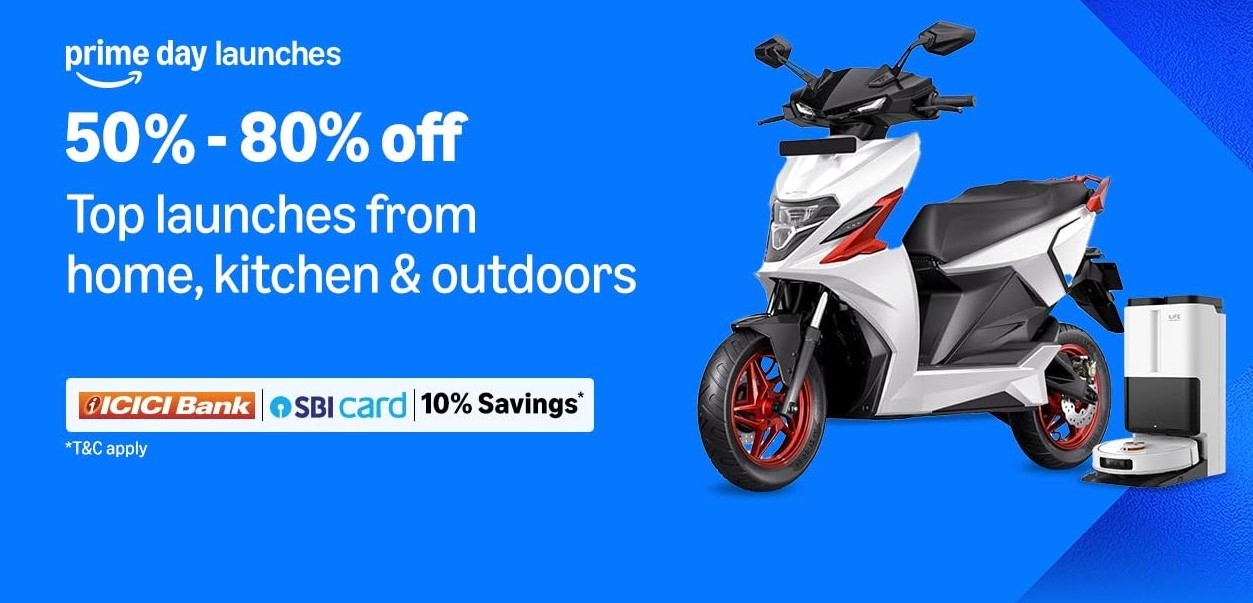 prime day launches
50% - 80% off
Top launches from
home, kitchen & outdoors
ICICI Bank | SBI card | 10% Savings*
*T&C apply
iLiFE